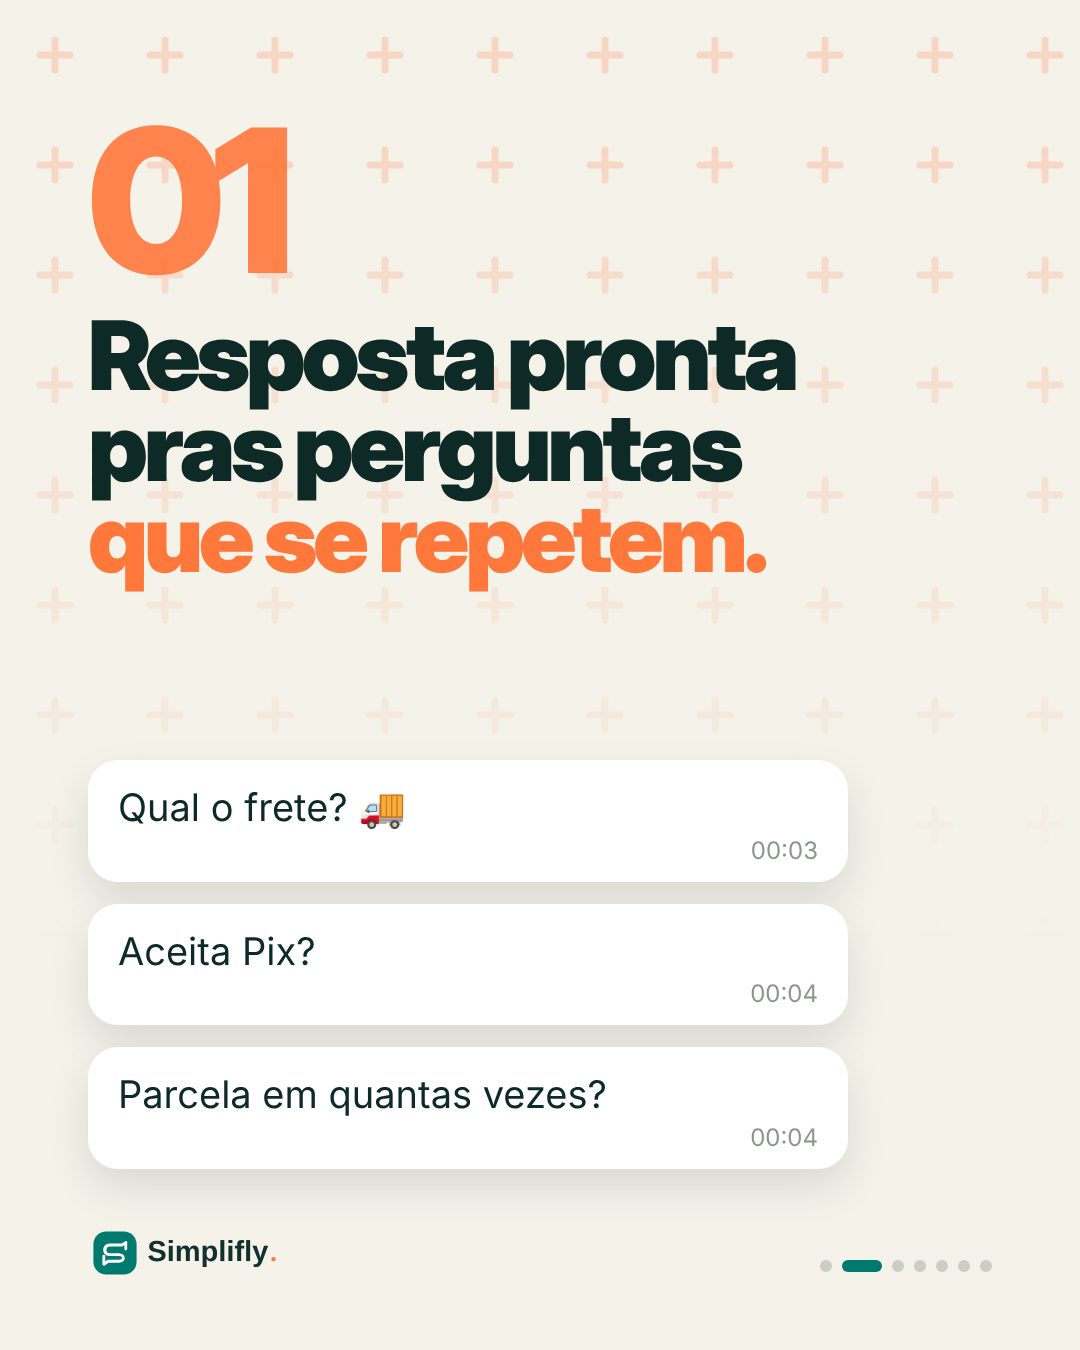 01
Resposta pronta
pras perguntas
que se repetem.
Qual o frete? 🚚
00:03
Aceita Pix?
00:04
Parcela em quantas vezes?
00:04
Simplifly.